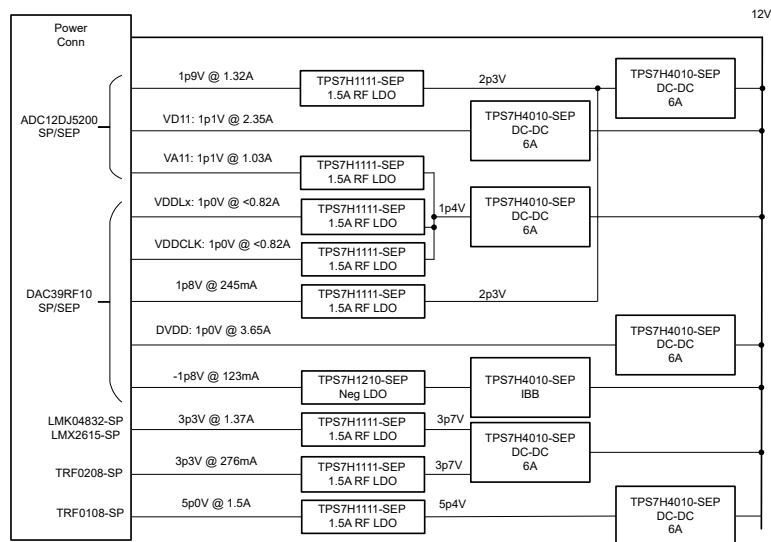 12V
Power
Conn
1p9V @ 1.32A
TPS7H1111-SEP
1.5A RF LDO
2p3V
TPS7H4010-SEP
DC-DC
6A
ADC12DJ5200
SP/SEP
VD11: 1p1V @ 2.35A
TPS7H4010-SEP
DC-DC
6A
VA11: 1p1V @ 1.03A
TPS7H1111-SEP
1.5A RF LDO
VDDLx: 1p0V @ <0.82A
TPS7H1111-SEP
1.5A RF LDO
1p4V
TPS7H4010-SEP
DC-DC
6A
VDDCLK: 1p0V @ <0.82A
TPS7H1111-SEP
1.5A RF LDO
DAC39RF10
SP/SEP
1p8V @ 245mA
TPS7H1111-SEP
1.5A RF LDO
2p3V
DVDD: 1p0V @ 3.65A
TPS7H4010-SEP
DC-DC
6A
-1p8V @ 123mA
TPS7H1210-SEP
Neg LDO
TPS7H4010-SEP
IBB
LMK04832-SP
LMX2615-SP
3p3V @ 1.37A
TPS7H1111-SEP
1.5A RF LDO
3p7V
TPS7H4010-SEP
DC-DC
6A
TRF0208-SP
3p3V @ 276mA
TPS7H1111-SEP
1.5A RF LDO
3p7V
TRF0108-SP
5p0V @ 1.5A
TPS7H1111-SEP
1.5A RF LDO
5p4V
TPS7H4010-SEP
DC-DC
6A